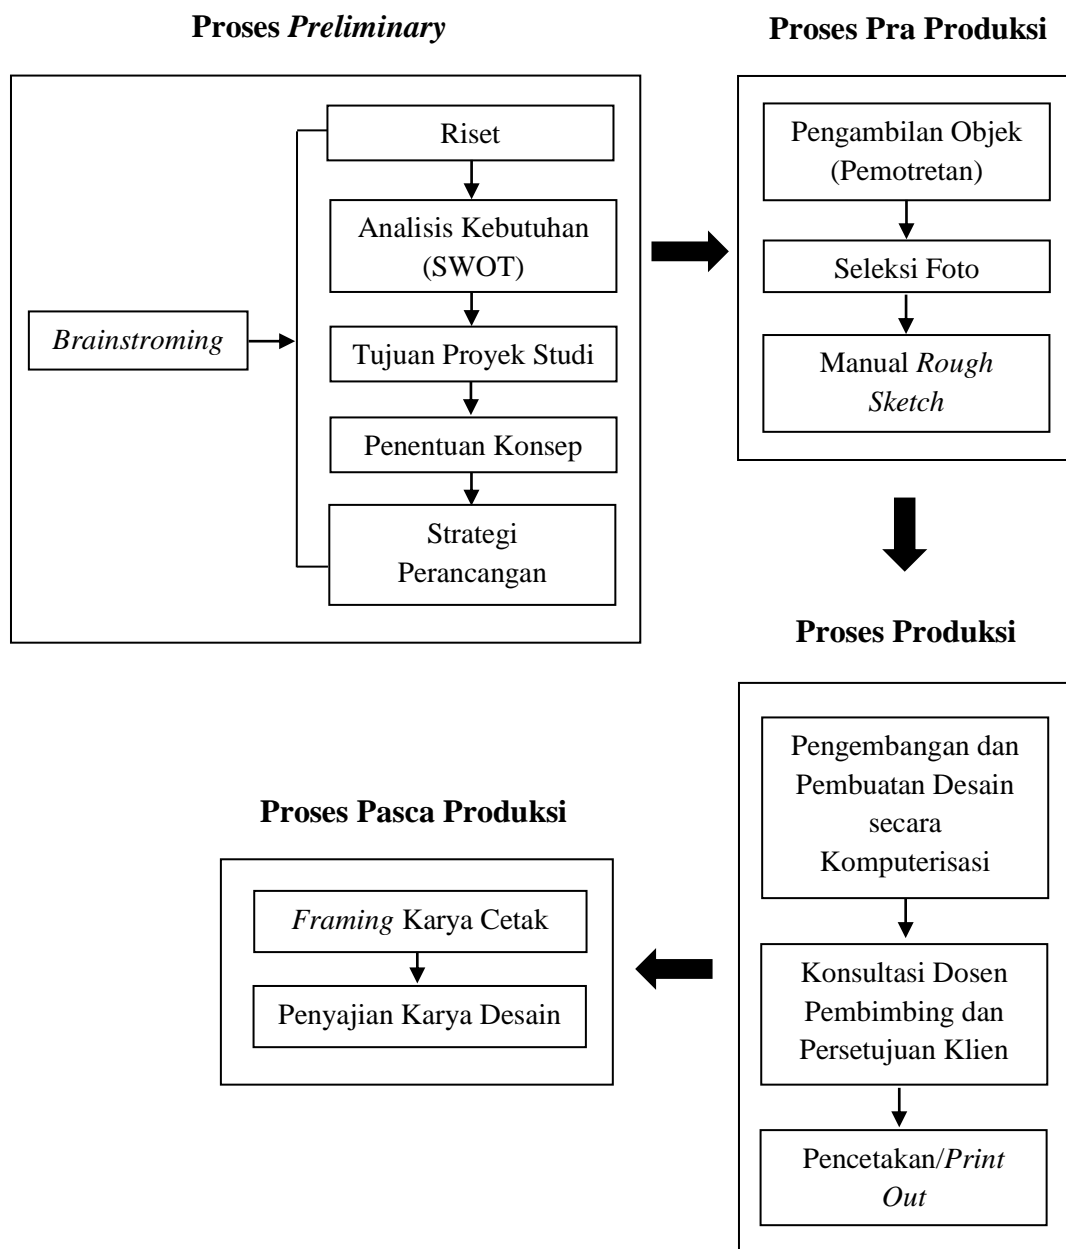 Proses Preliminary
Riset
Analisis Kebutuhan
(SWOT)
Brainstroming
Tujuan Proyek Studi
Penentuan Konsep
Strategi
Perancangan
Proses Pra Produksi
Pengambilan Objek
(Pemotretan)
Seleksi Foto
Manual Rough
Sketch
Proses Produksi
Pengembangan dan
Pembuatan Desain
secara
Komputerisasi
Konsultasi Dosen
Pembimbing dan
Persetujuan Klien
Pencetakan/Print
Out
Proses Pasca Produksi
Framing Karya Cetak
Penyajian Karya Desain